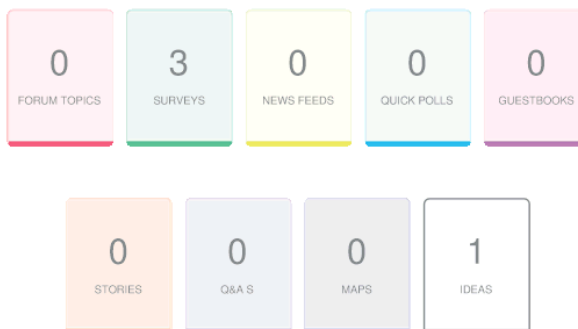 0 3 0 0 0
FORUM TOPICS SURVEYS NEWS FEEDS QUICK POLLS GUESTBOOKS
0 0 0 1
STORIES Q&A S MAPS IDEAS